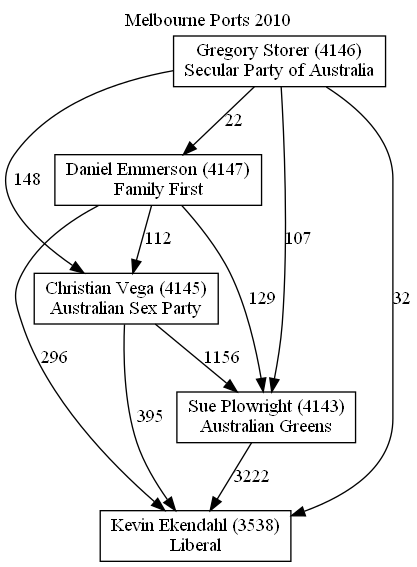 Melbourne Ports 2010
Gregory Storer (4146)
Secular Party of Australia
22
Daniel Emmerson (4147)
Family First
148
112
107
Christian Vega (4145)
Australian Sex Party
129
32
296
1156
395
Sue Plowright (4143)
Australian Greens
3222
Kevin Ekendahl (3538)
Liberal